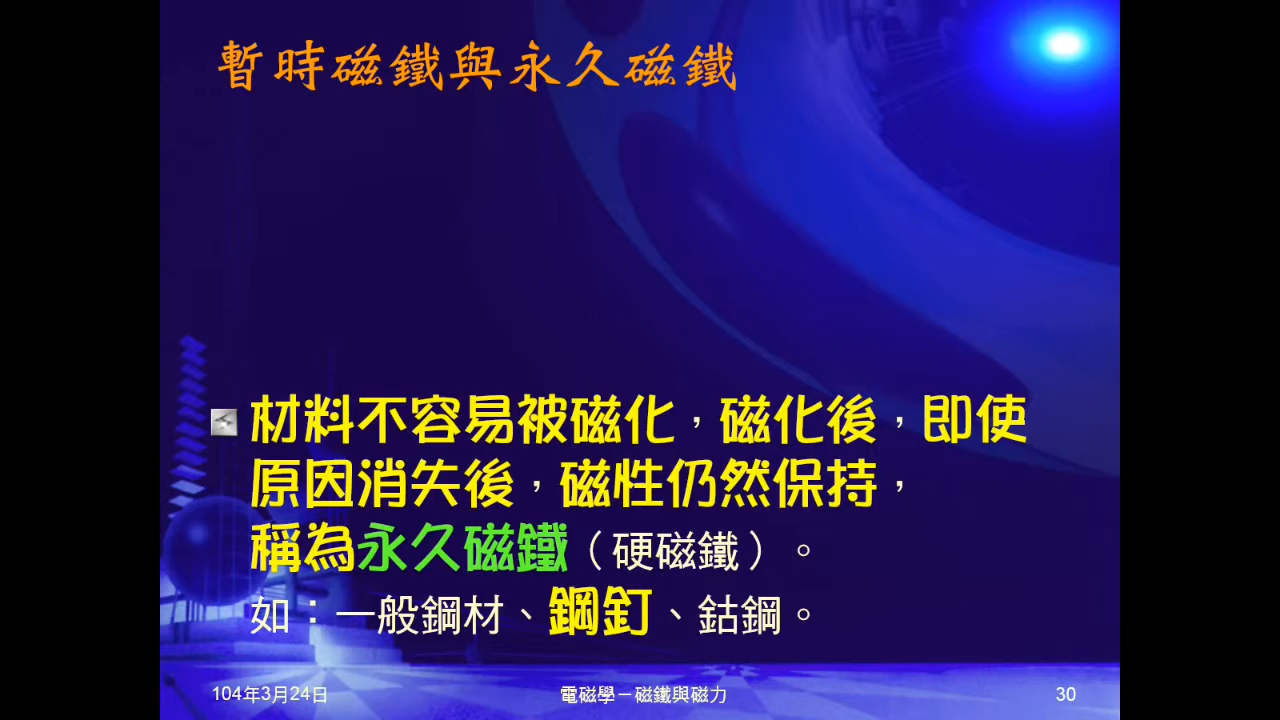 暫時磁鐵與永久磁鐵
材料不容易被磁化，磁化後，即使
原因消失後，磁性仍然保持，
稱為永久磁鐵（硬磁鐵）。
如：一般鋼材、鋼釘、鈷鋼。
104年3月24日
電磁學－磁鐵與磁力
30